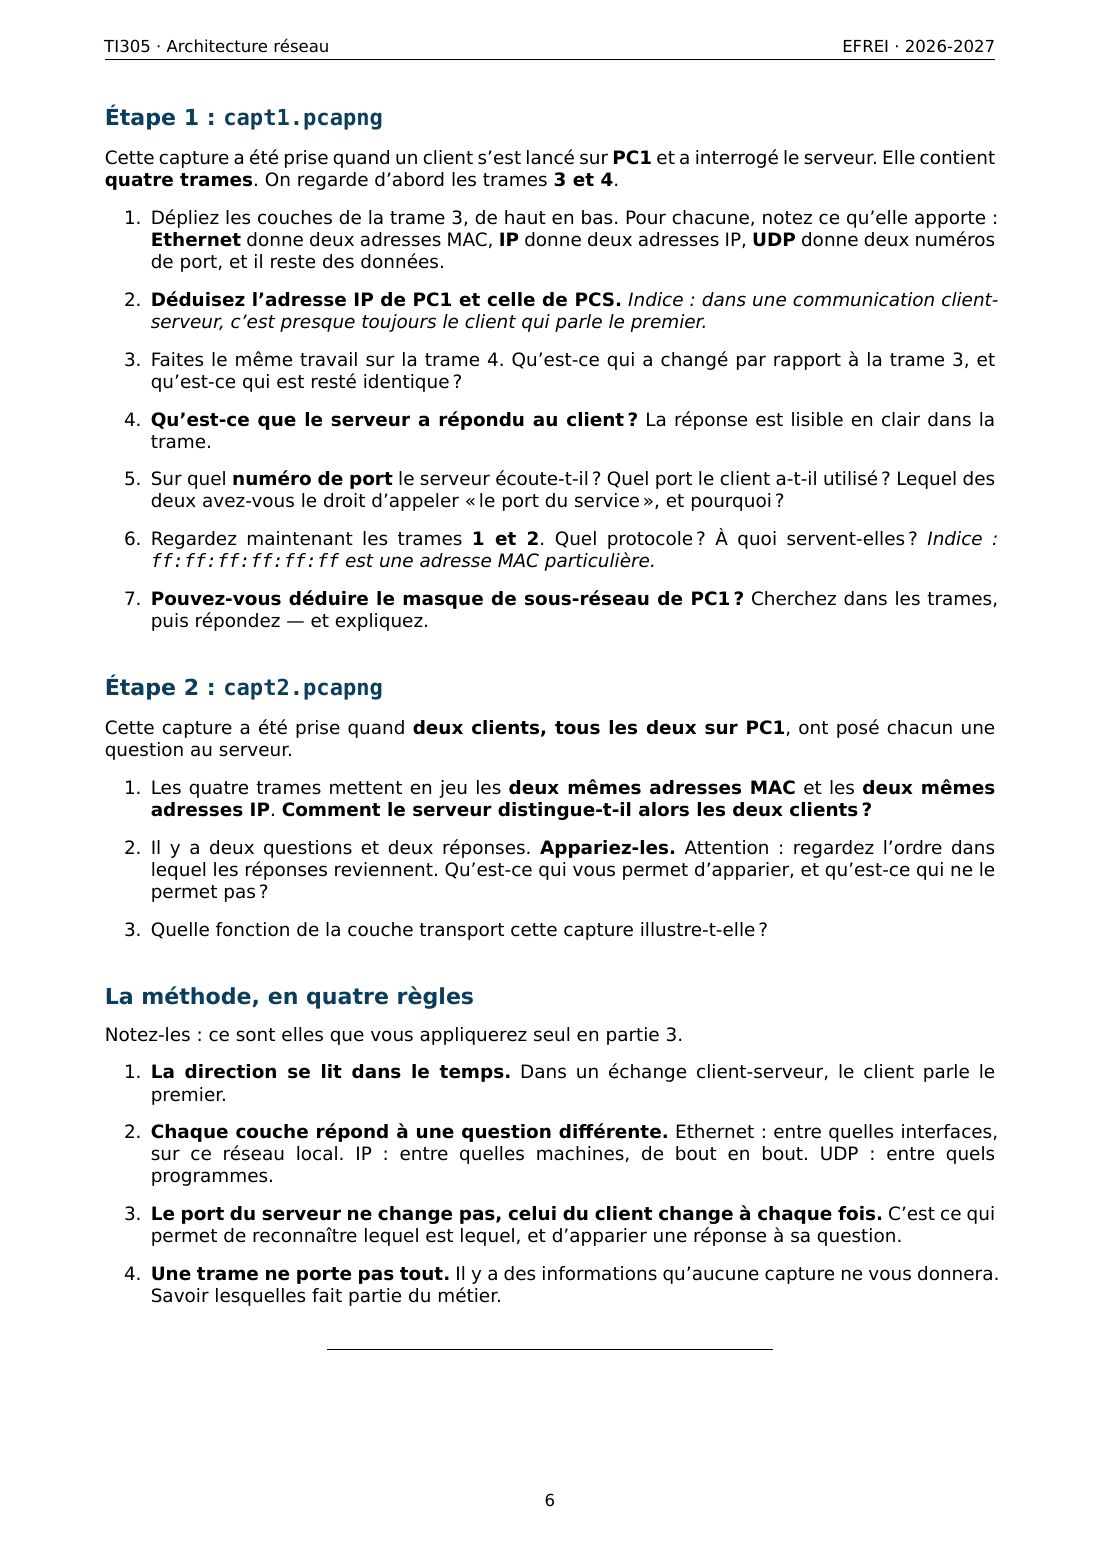 TI305 · Architecture réseau
EFREI · 2026-2027
Étape 1 : capt1.pcapng
Cette capture a été prise quand un client s’est lancé sur PC1 et a interrogé le serveur. Elle contient
quatre trames. On regarde d’abord les trames 3 et 4.
1. Dépliez les couches de la trame 3, de haut en bas. Pour chacune, notez ce qu’elle apporte :
Ethernet donne deux adresses MAC, IP donne deux adresses IP, UDP donne deux numéros
de port, et il reste des données.
2. Déduisez l’adresse IP de PC1 et celle de PCS. Indice : dans une communication client-
serveur, c’est presque toujours le client qui parle le premier.
3. Faites le même travail sur la trame 4. Qu’est-ce qui a changé par rapport à la trame 3, et
qu’est-ce qui est resté identique ?
4. Qu’est-ce que le serveur a répondu au client ? La réponse est lisible en clair dans la
trame.
5. Sur quel numéro de port le serveur écoute-t-il ? Quel port le client a-t-il utilisé ? Lequel des
deux avez-vous le droit d’appeler « le port du service », et pourquoi ?
6. Regardez maintenant les trames 1 et 2. Quel protocole ? À quoi servent-elles ? Indice :
ff:ff:ff:ff:ff:ff est une adresse MAC particulière.
7. Pouvez-vous déduire le masque de sous-réseau de PC1 ? Cherchez dans les trames,
puis répondez — et expliquez.
Étape 2 : capt2.pcapng
Cette capture a été prise quand deux clients, tous les deux sur PC1, ont posé chacun une
question au serveur.
1. Les quatre trames mettent en jeu les deux mêmes adresses MAC et les deux mêmes
adresses IP. Comment le serveur distingue-t-il alors les deux clients ?
2. Il y a deux questions et deux réponses. Appariez-les. Attention : regardez l’ordre dans
lequel les réponses reviennent. Qu’est-ce qui vous permet d’apparier, et qu’est-ce qui ne le
permet pas ?
3. Quelle fonction de la couche transport cette capture illustre-t-elle ?
La méthode, en quatre règles
Notez-les : ce sont elles que vous appliquerez seul en partie 3.
1. La direction se lit dans le temps. Dans un échange client-serveur, le client parle le
premier.
2. Chaque couche répond à une question différente. Ethernet : entre quelles interfaces,
sur ce réseau local. IP : entre quelles machines, de bout en bout. UDP : entre quels
programmes.
3. Le port du serveur ne change pas, celui du client change à chaque fois. C’est ce qui
permet de reconnaître lequel est lequel, et d’apparier une réponse à sa question.
4. Une trame ne porte pas tout. Il y a des informations qu’aucune capture ne vous donnera.
Savoir lesquelles fait partie du métier.
6